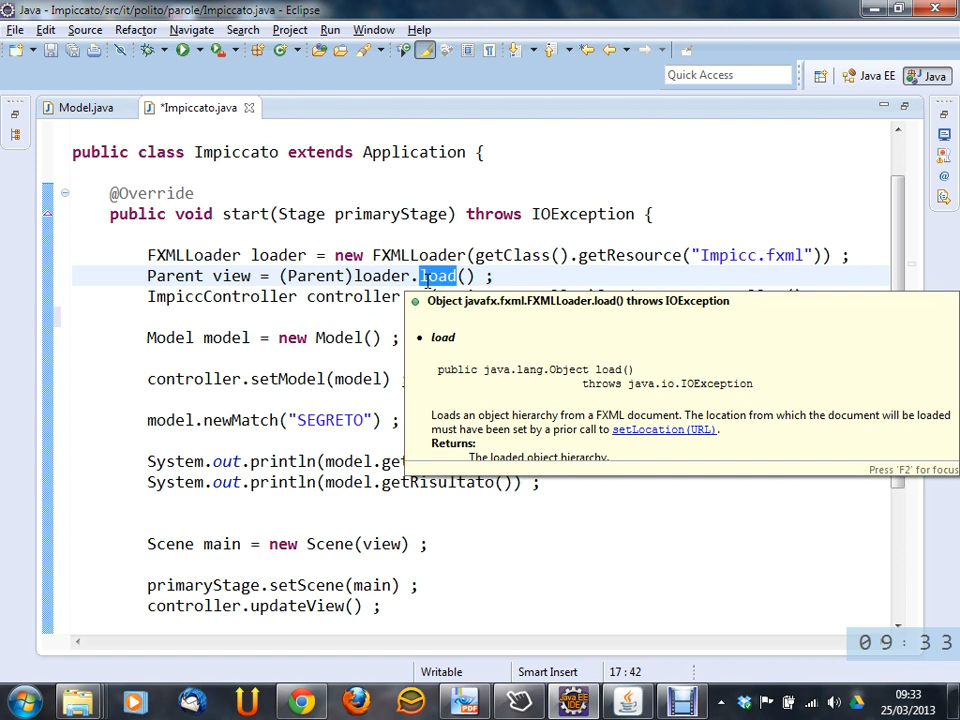 Java - Impiccato/src/it/polito/parole/Impiccato.java - Eclipse
File Edit Source Refactor Navigate Search Project Run Window Help
Quick Access
Java EE
Java
Model.java
*Impiccato.java
public class Impiccato extends Application {
@Override
public void start(Stage primaryStage) throws IOException {
FXMLLoader loader = new FXMLLoader(getClass().getResource("Impicc.fxml")) ;
Parent view = (Parent)loader.load() ;
ImpiccController controller
Object javafx.fxml.FXMLLoader.load() throws IOException
load
public java.lang.Object load()
throws java.io.IOException
Loads an object hierarchy from a FXML document. The location from which the document will be loaded
must have been set by a prior call to setLocation(URL).
Returns:
The loaded object hierarchy.
Press 'F2' for focus
Model model = new Model() ;
controller.setModel(model) ;
model.newMatch("SEGRETO") ;
System.out.println(model.get
System.out.println(model.getRisultato()) ;
Scene main = new Scene(view) ;
primaryStage.setScene(main) ;
controller.updateView() ;
09:33
Writable
Smart Insert
17 : 42
PDF
Java EE
IDE
09:33
25/03/2013